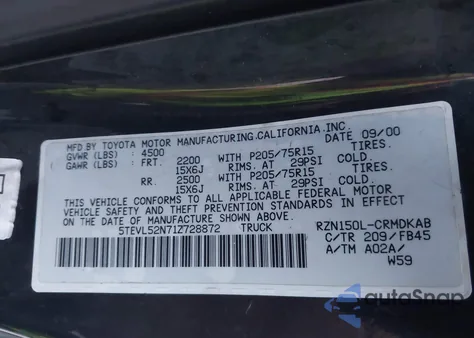 MFD BY TOYOTA MOTOR MANUFACTURING,CALIFORNIA,INC.
GVWR (LBS) : 4500 DATE 09/00
GAWR (LBS) : FRT. 2200 WITH P205/75R15 TIRES.
15X6J RIMS.AT 29PSI COLD.
RR. 2500 WITH P205/75R15 TIRES.
15X6J RIMS.AT 29PSI COLD.
THIS VEHICLE CONFORMS TO ALL APPLICABLE FEDERAL MOTOR
VEHICLE SAFETY AND THEFT PREVENTION STANDARDS IN EFFECT
ON THE DATE OF MANUFACTURE SHOWN ABOVE.
5TEVL52N71Z728872 TRUCK RZN150L-CRMDKAB
C/TR 209/FB45
A/TM A02A/
W59
autoSnap